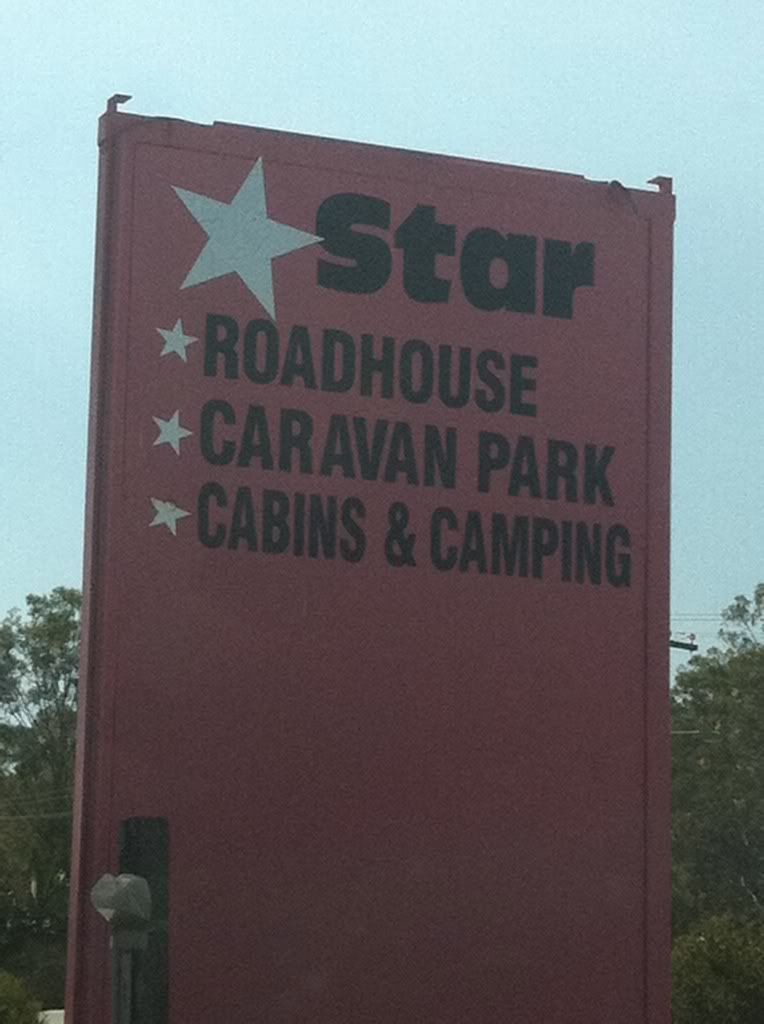 Star
ROADHOUSE
CARAVAN PARK
CABINS & CAMPING